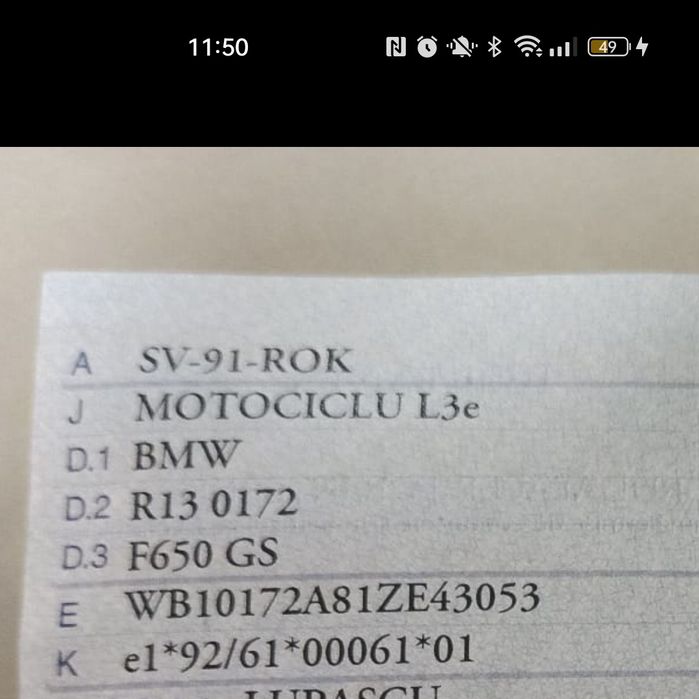 11:50
49
A SV-91-ROK
J MOTOCICLU L3e
D.1 BMW
D.2 R13 0172
D.3 F650 GS
E WB10172A81ZE43053
K e1*92/61*00061*01
LUPASCU